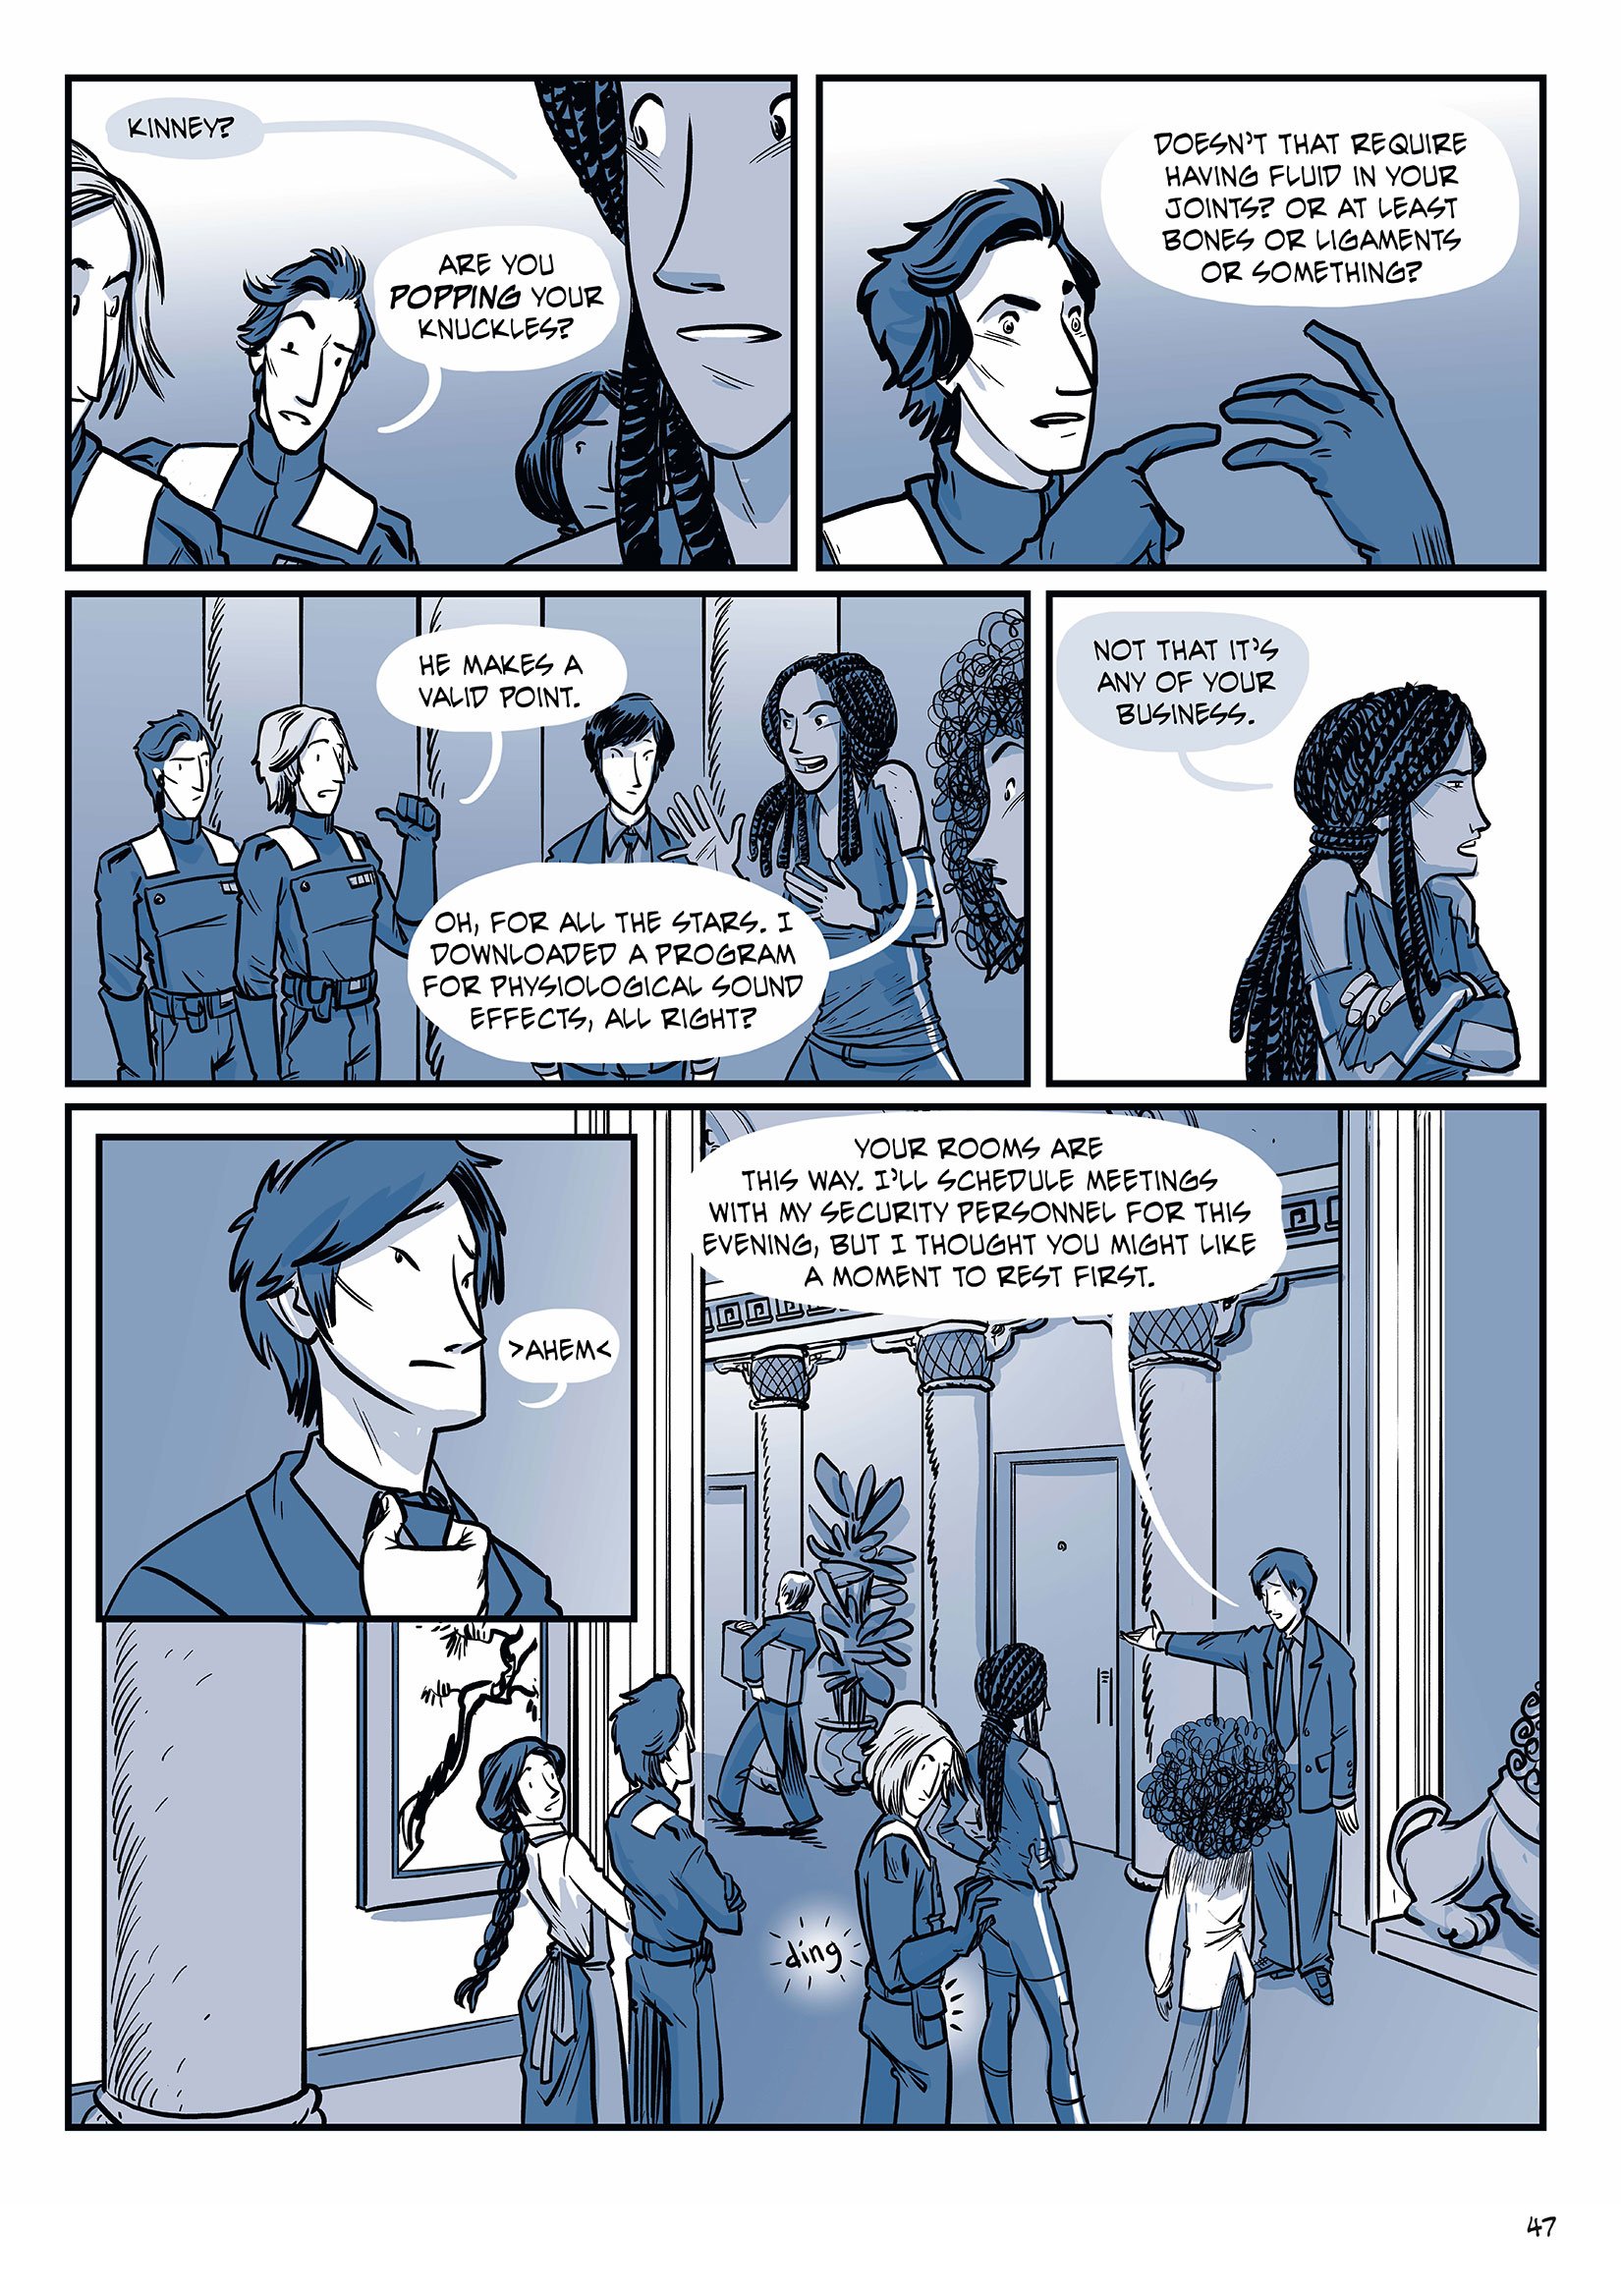 KINNEY?
ARE YOU
POPPING YOUR
KNUCKLES?
DOESN'T THAT REQUIRE
HAVING FLUID IN YOUR
JOINTS? OR AT LEAST
BONES OR LIGAMENTS
OR SOMETHING?
HE MAKES A
VALID POINT.
OH, FOR ALL THE STARS. I
DOWNLOADED A PROGRAM
FOR PHYSIOLOGICAL SOUND
EFFECTS, ALL RIGHT?
NOT THAT IT'S
ANY OF YOUR
BUSINESS.
>AHEM<
YOUR ROOMS ARE
THIS WAY. I'LL SCHEDULE MEETINGS
WITH MY SECURITY PERSONNEL FOR THIS
EVENING, BUT I THOUGHT YOU MIGHT LIKE
A MOMENT TO REST FIRST.
ding
47